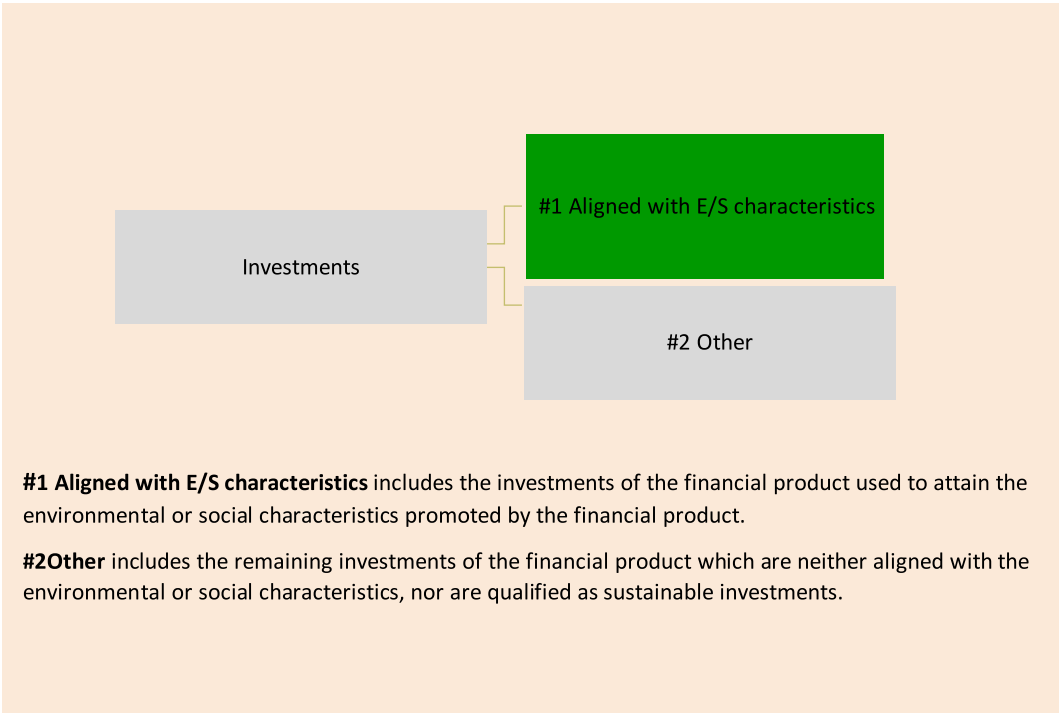 #1 Aligned with E/S characteristics
Investments
#2 Other
#1 Aligned with E/S characteristics includes the investments of the financial product used to attain the
environmental or social characteristics promoted by the financial product.
#2Other includes the remaining investments of the financial product which are neither aligned with the
environmental or social characteristics, nor are qualified as sustainable investments.